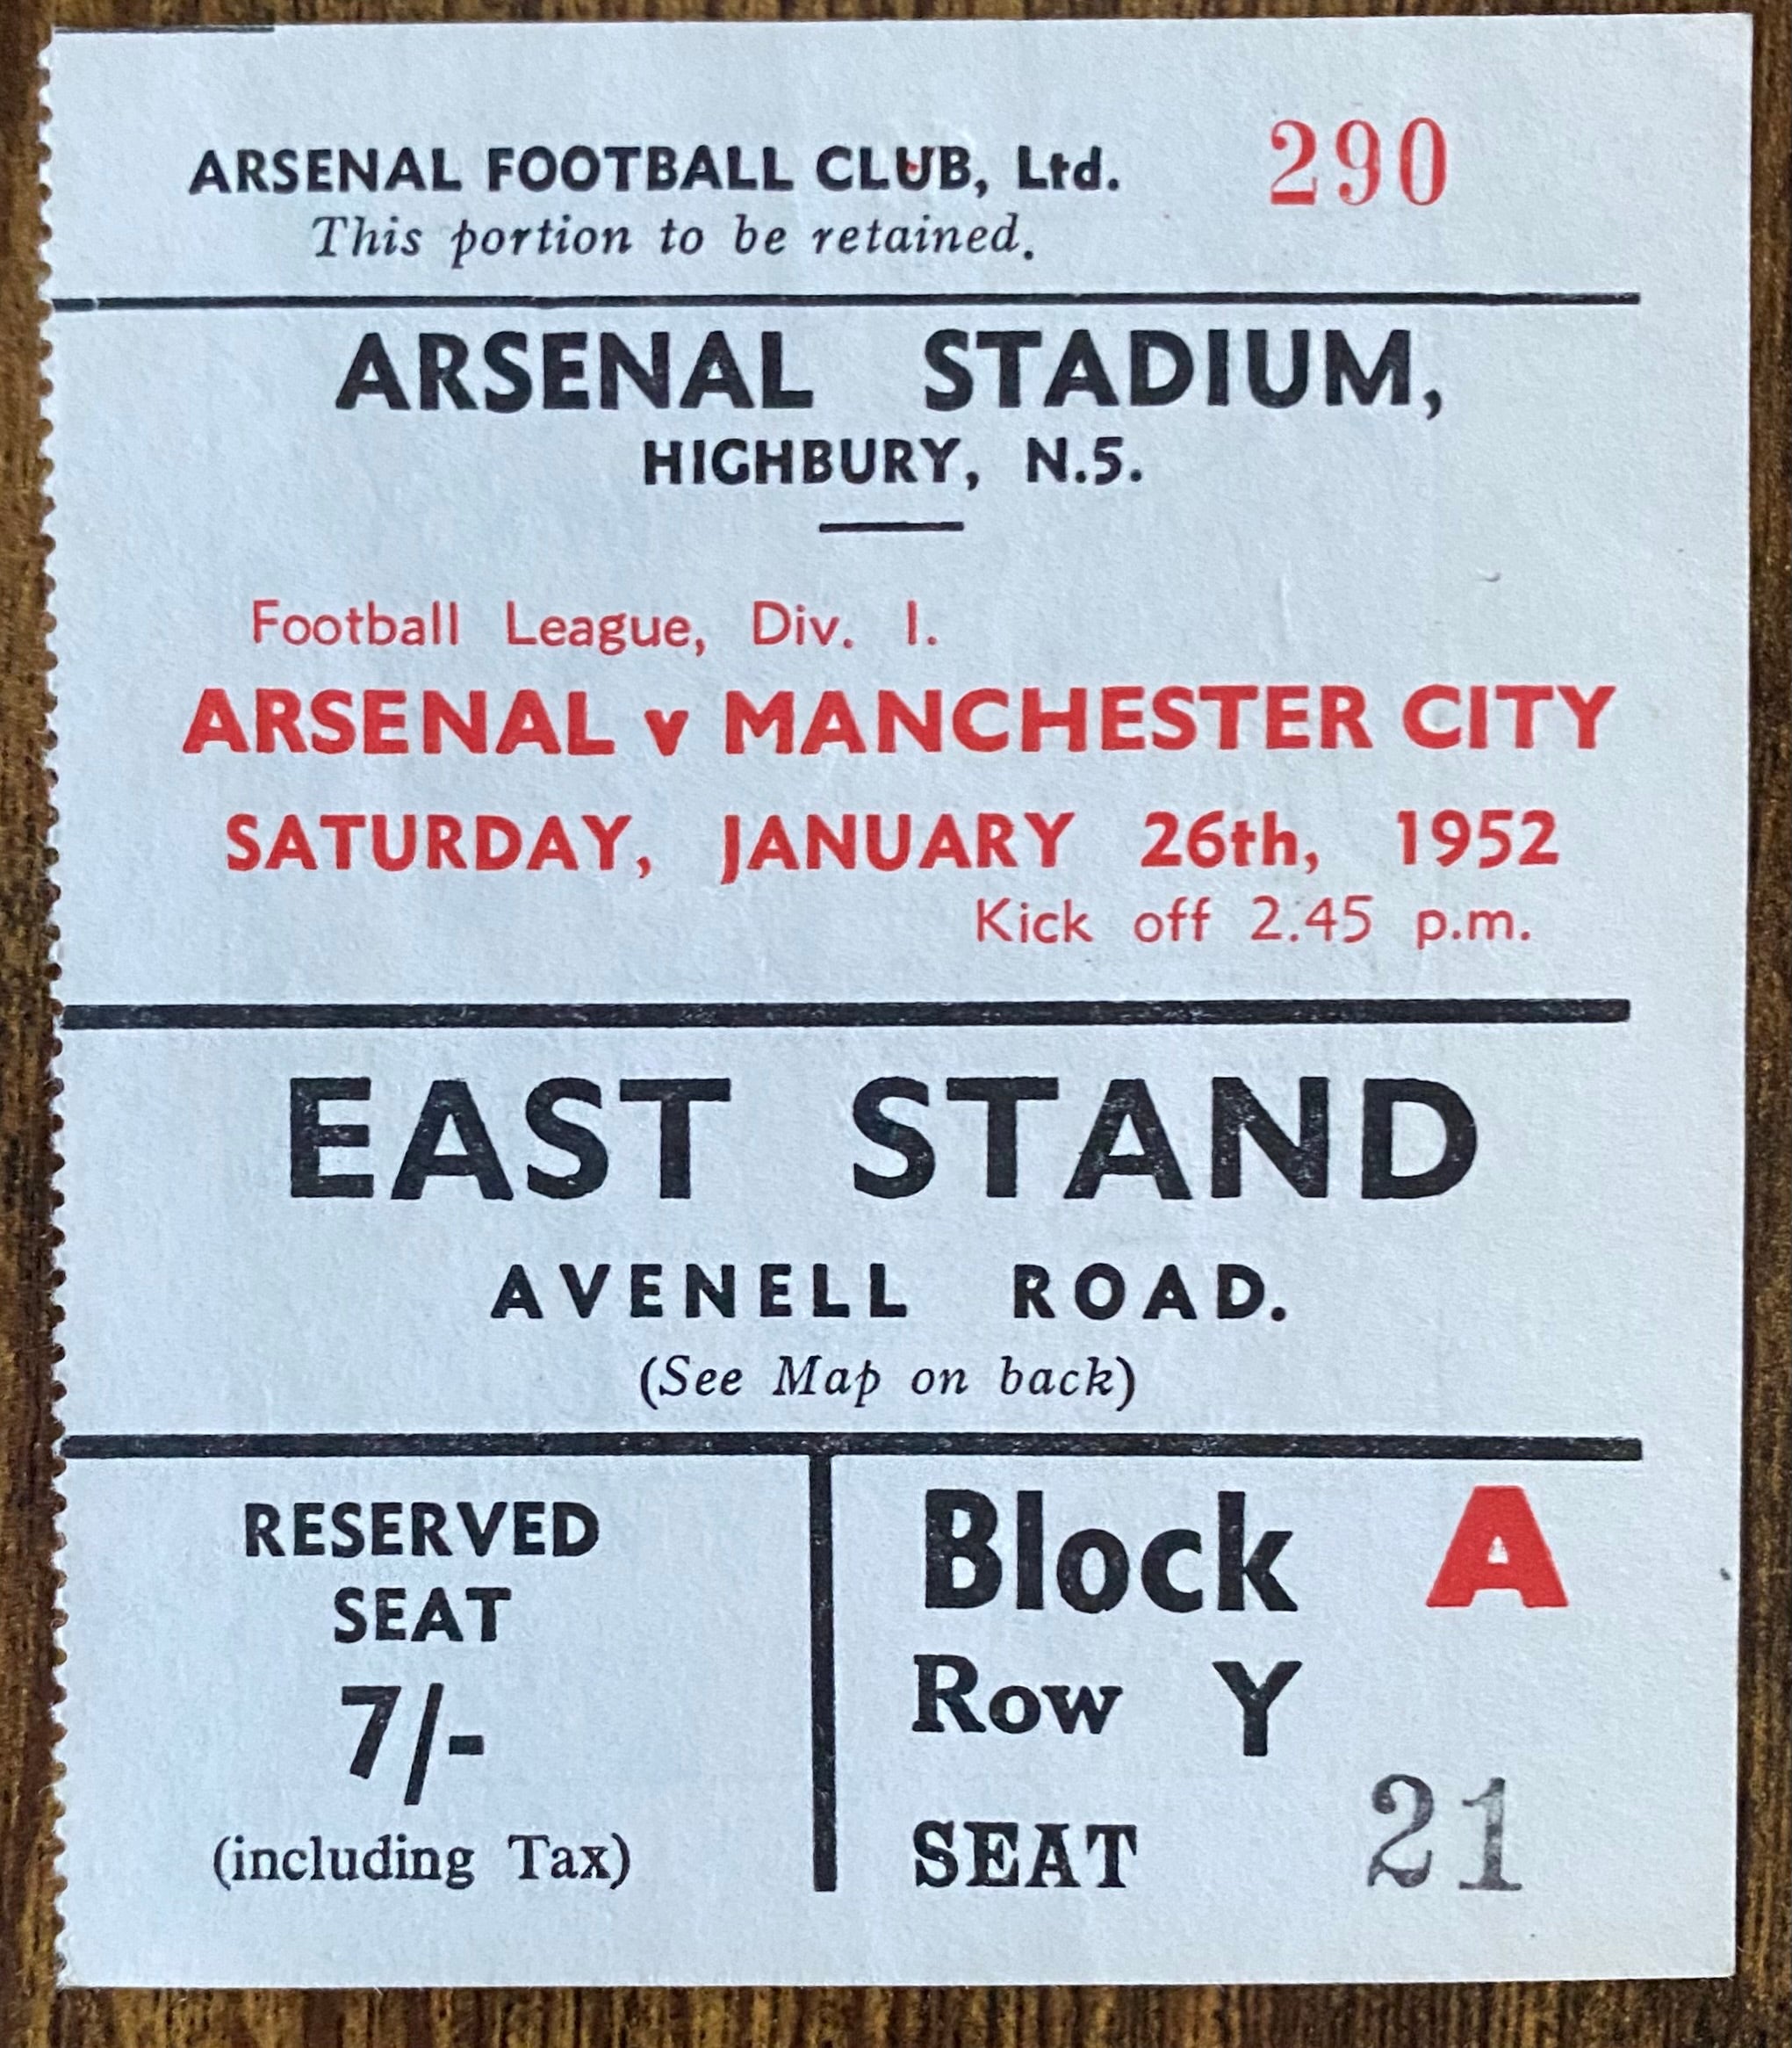 ARSENAL FOOTBALL CLUB, Ltd. 290
This portion to be retained.
ARSENAL STADIUM,
HIGHBURY, N.5.
Football League, Div. I.
ARSENAL v MANCHESTER CITY
SATURDAY, JANUARY 26th, 1952
Kick off 2.45 p.m.
EAST STAND
AVENELL ROAD.
(See Map on back)
RESERVED
SEAT
7/-
(including Tax)
Block A
Row Y
SEAT 21